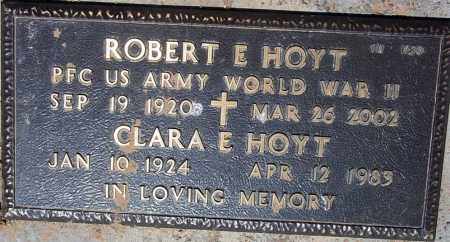 ROBERT E HOYT
PFC US ARMY WORLD WAR II
SEP 19 1920 MAR 26 2002
CLARA E HOYT
JAN 10 1924 APR 12 1983
IN LOVING MEMORY